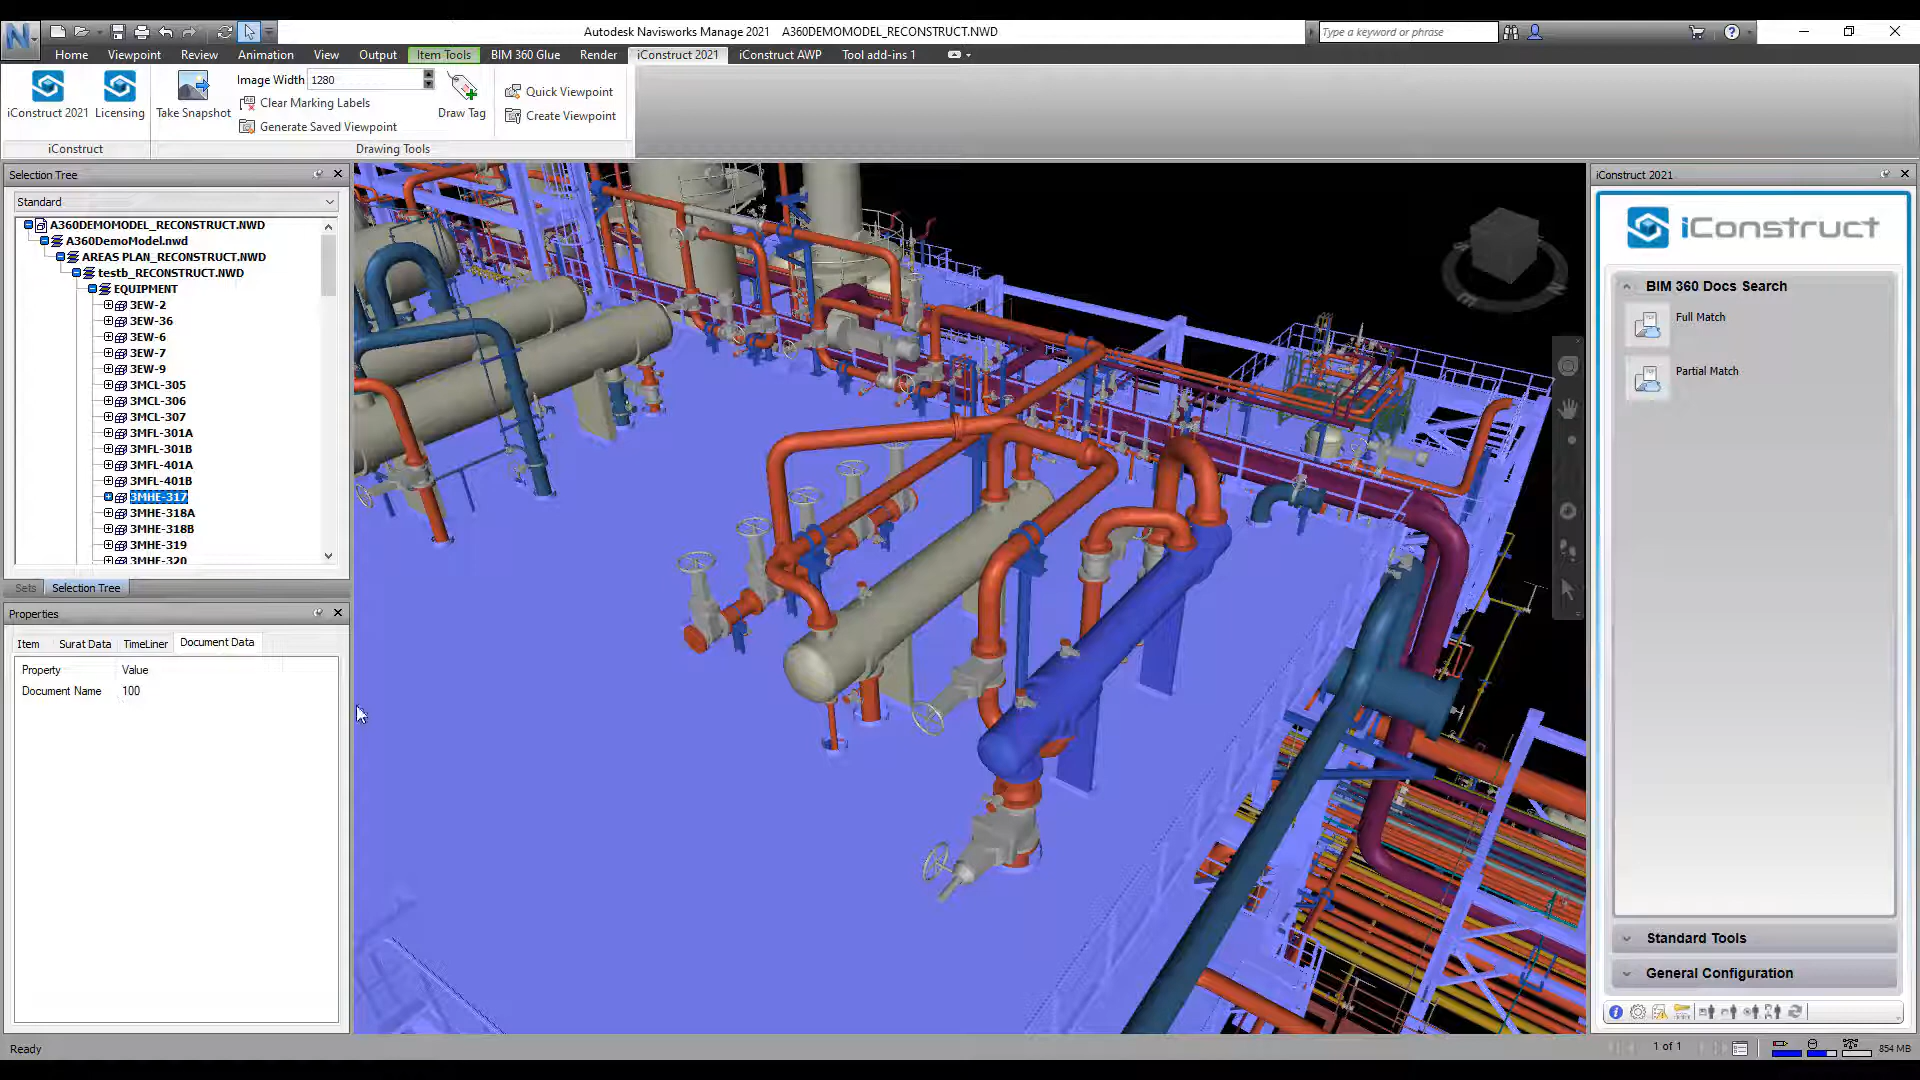 Autodesk Navisworks Manage 2021 A360DEMOMODEL_RECONSTRUCT.NWD
Type a keyword or phrase
Home Viewpoint Review Animation View Output Item Tools BIM 360 Glue Render iConstruct 2021 iConstruct AWP Tool add-ins 1
iConstruct 2021
Licensing
Take Snapshot
Image Width 1280
Clear Marking Labels
Generate Saved Viewpoint
Draw Tag
Quick Viewpoint
Create Viewpoint
iConstruct
Drawing Tools
Selection Tree
Standard
A360DEMOMODEL_RECONSTRUCT.NWD
A360DemoModel.nwd
AREAS PLAN_RECONSTRUCT.NWD
testb_RECONSTRUCT.NWD
EQUIPMENT
3EW-2
3EW-36
3EW-6
3EW-7
3EW-9
3MCL-305
3MCL-306
3MCL-307
3MFL-301A
3MFL-301B
3MFL-401A
3MFL-401B
3MHE-317
3MHE-318A
3MHE-318B
3MHE-319
3MHE-320
Sets Selection Tree
Properties
Item Surat Data TimeLiner Document Data
Property Value
Document Name 100
Ready
iConstruct 2021
iConstruct
BIM 360 Docs Search
Full Match
Partial Match
Standard Tools
General Configuration
1 of 1
854 MB